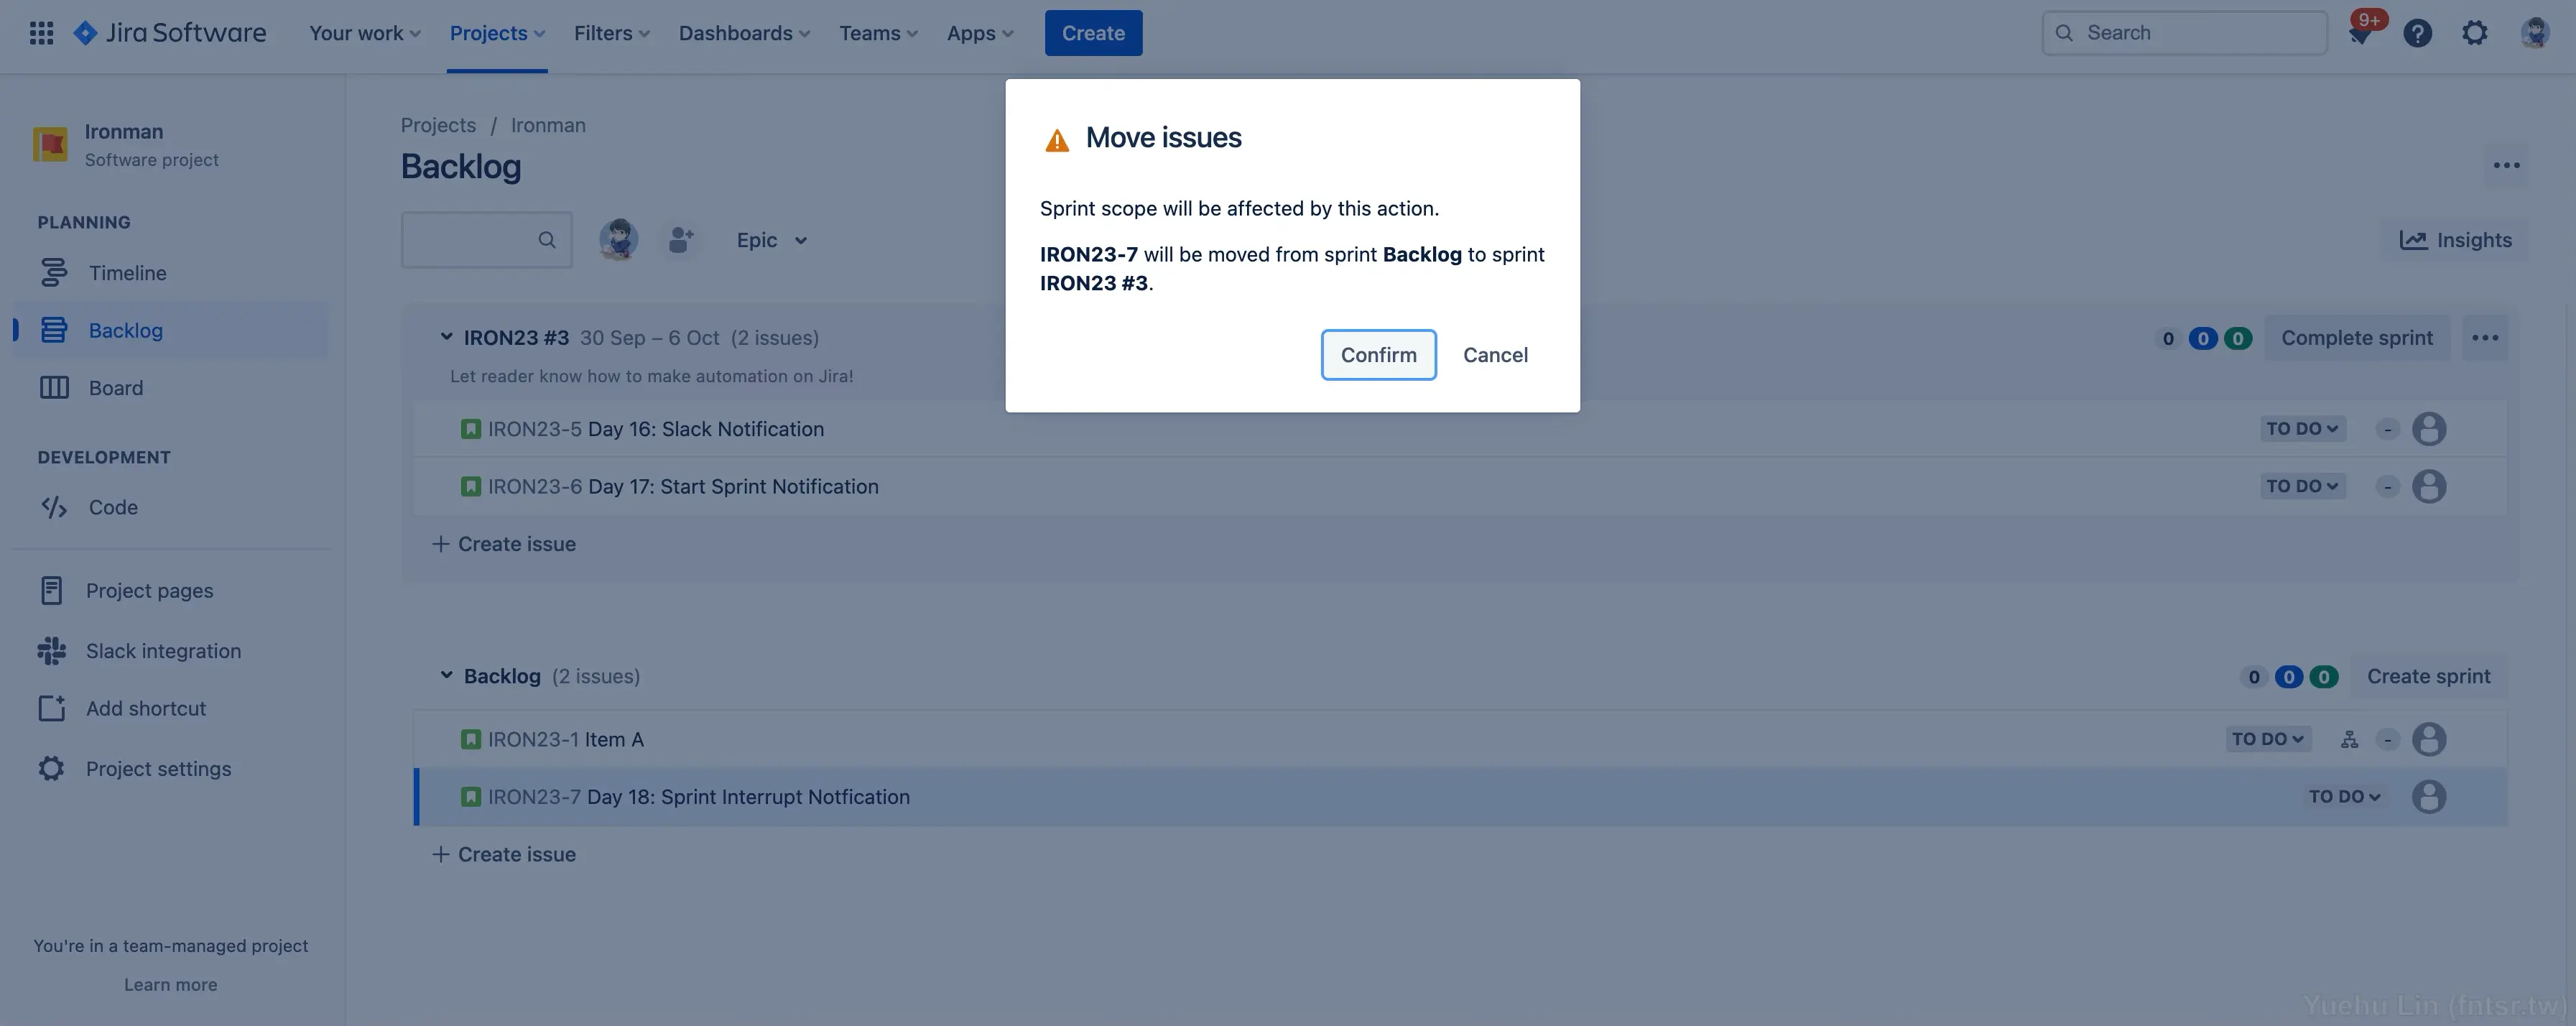 Jira Software
Your work
Projects
Filters
Dashboards
Teams
Apps
Create
Search
9+
Ironman
Software project
PLANNING
Timeline
Backlog
Board
DEVELOPMENT
Code
Project pages
Slack integration
Add shortcut
Project settings
You're in a team-managed project
Learn more
Projects / Ironman
Backlog
Epic
Insights
Move issues
Sprint scope will be affected by this action.
IRON23-7 will be moved from sprint Backlog to sprint
IRON23 #3.
Confirm Cancel
IRON23 #3 30 Sep – 6 Oct (2 issues) 0 0 0 Complete sprint
Let reader know how to make automation on Jira!
IRON23-5 Day 16: Slack Notification TO DO -
IRON23-6 Day 17: Start Sprint Notification TO DO -
+ Create issue
Backlog (2 issues) 0 0 0 Create sprint
IRON23-1 Item A TO DO -
IRON23-7 Day 18: Sprint Interrupt Notfication TO DO
+ Create issue
Yuehu Lin (fntsr.tw)